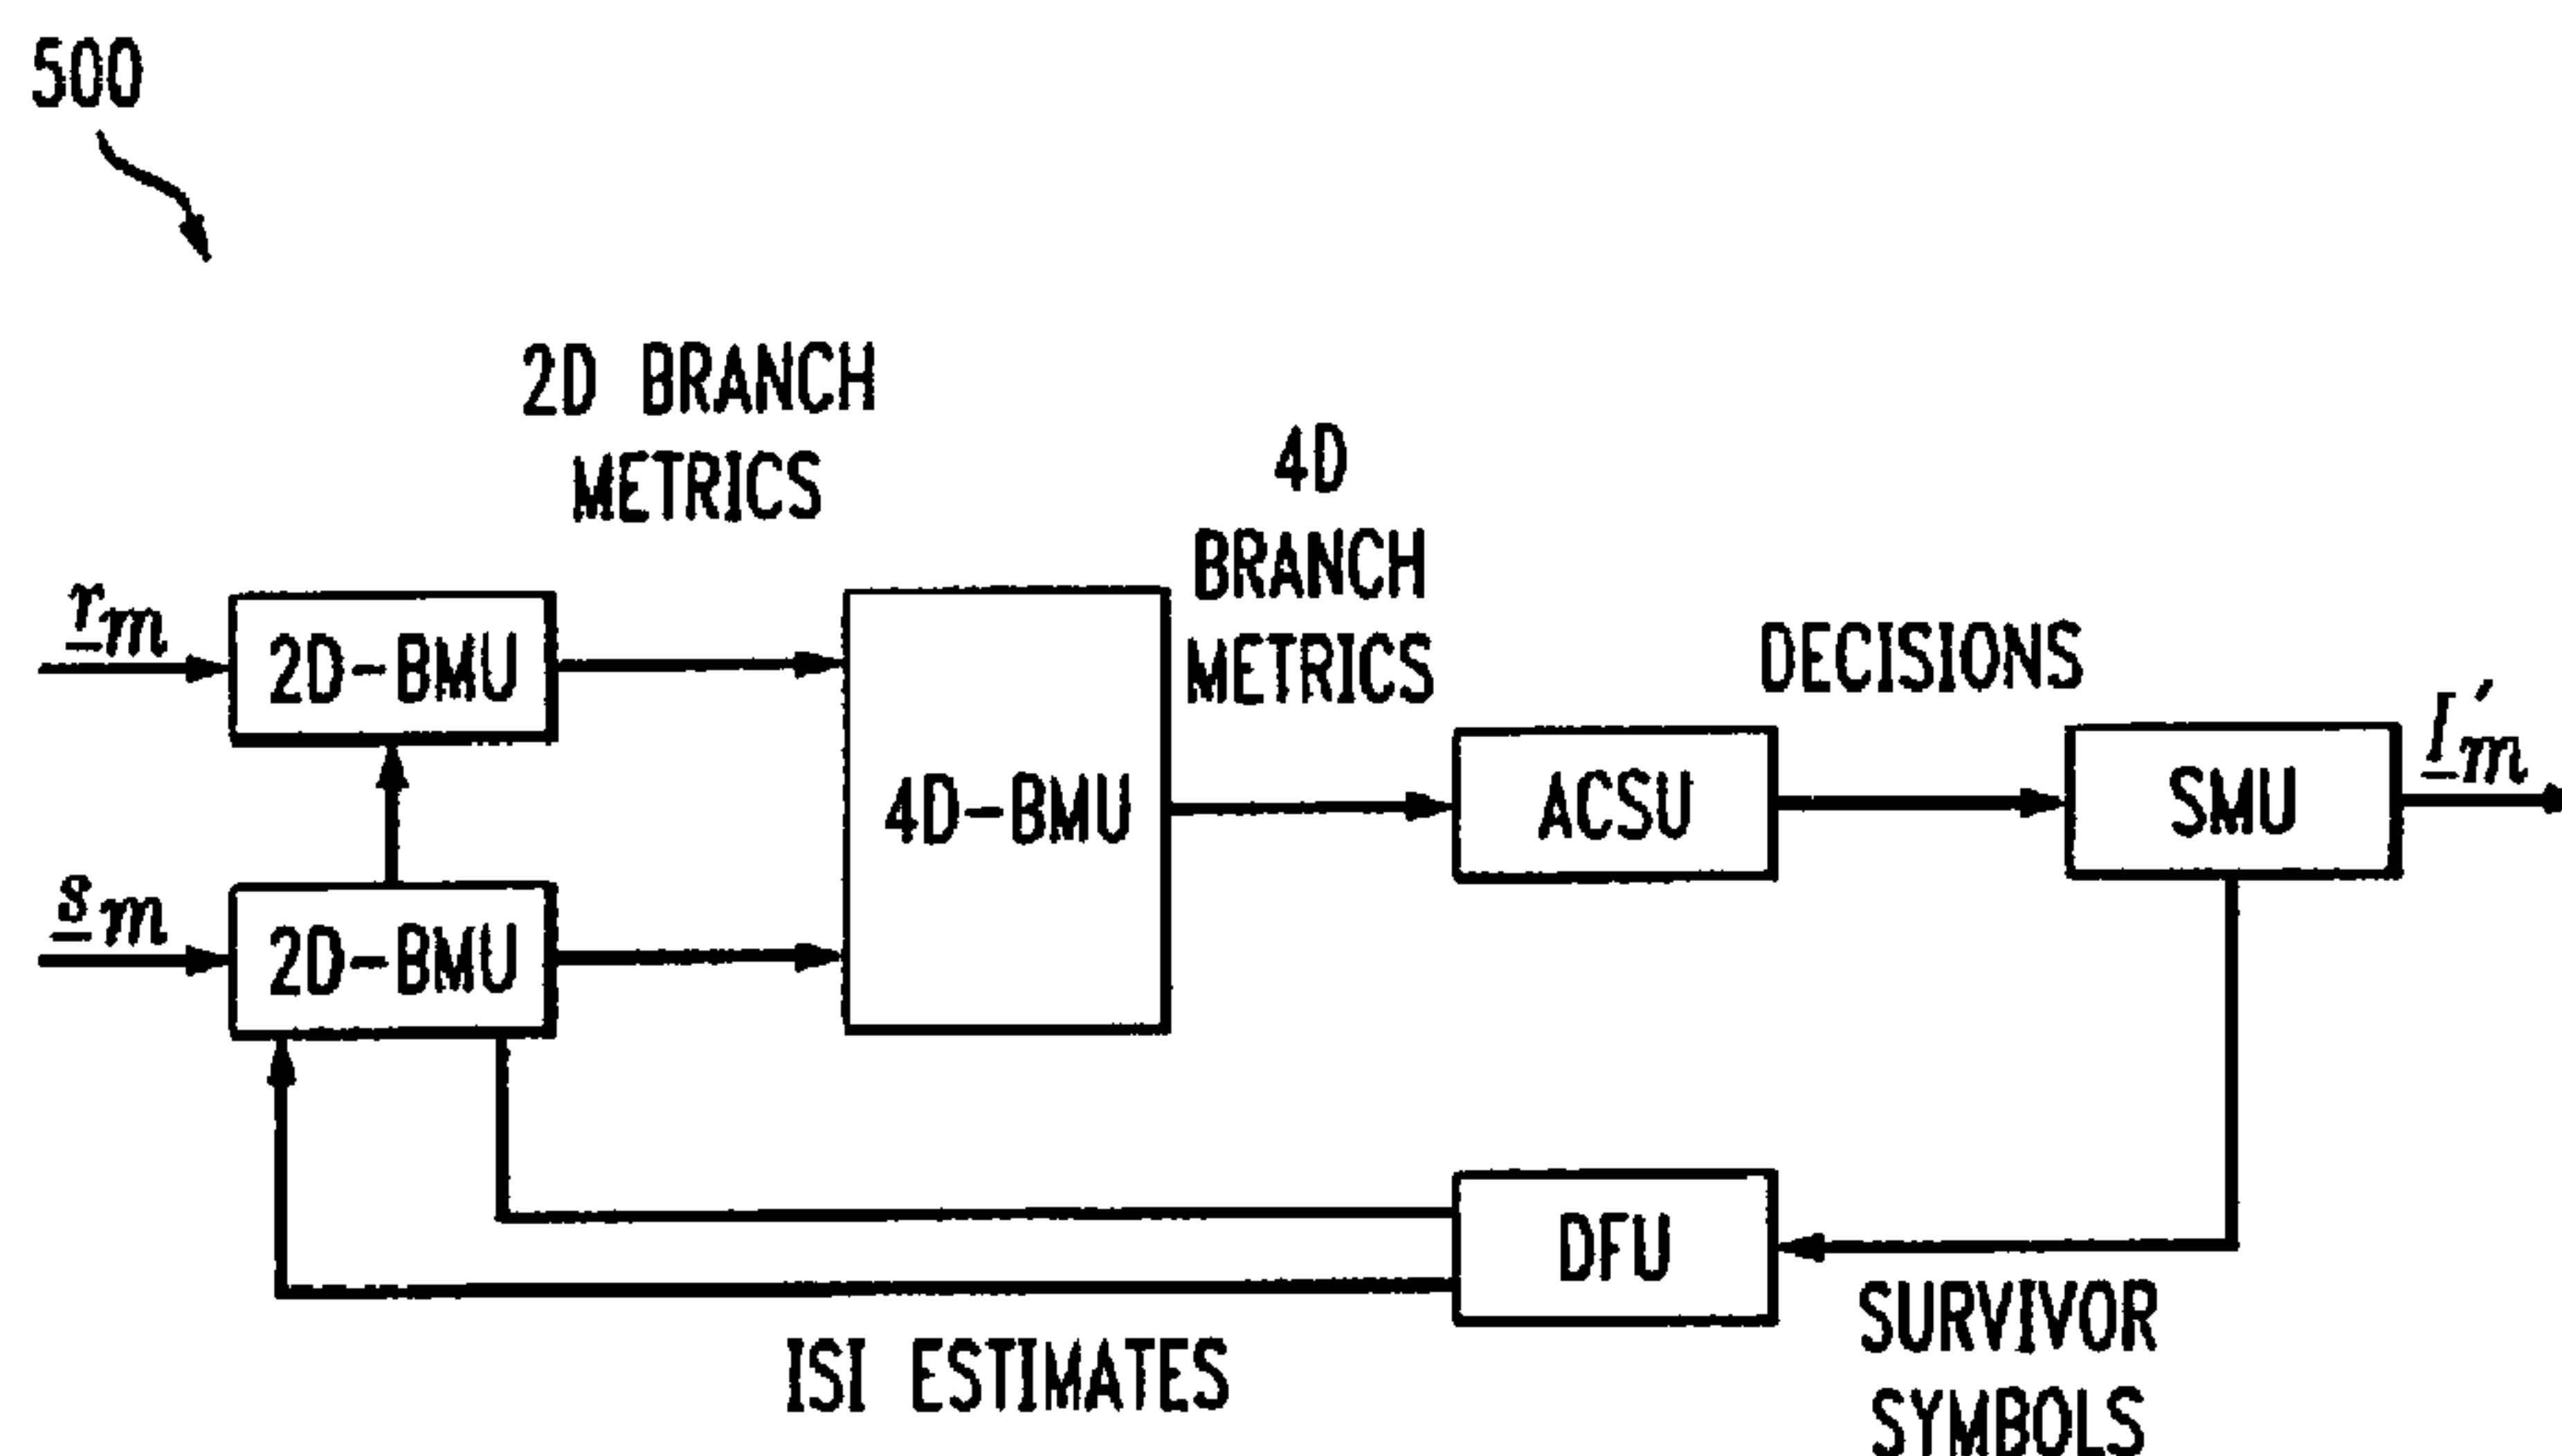 500
2D BRANCH
METRICS
4D
BRANCH
METRICS
DECISIONS
r_m
2D-BMU
s_m
2D-BMU
4D-BMU
ACSU
SMU
I'_m
DFU
ISI ESTIMATES
SURVIVOR
SYMBOLS